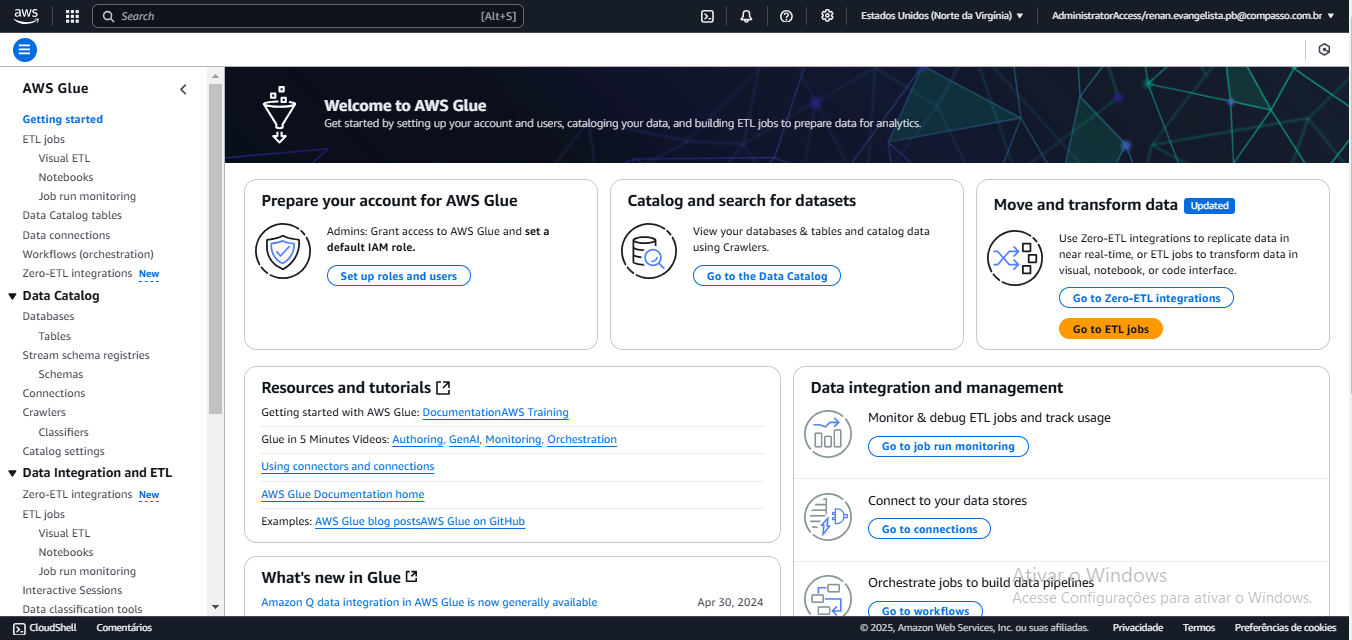 aws
Search
[Alt+S]
Estados Unidos (Norte da Virgínia)
AdministratorAccess/renan.evangelista.pb@compasso.com.br
AWS Glue
Getting started
ETL jobs
Visual ETL
Notebooks
Job run monitoring
Data Catalog tables
Data connections
Workflows (orchestration)
Zero-ETL integrations New
Data Catalog
Databases
Tables
Stream schema registries
Schemas
Connections
Crawlers
Classifiers
Catalog settings
Data Integration and ETL
Zero-ETL integrations New
ETL jobs
Visual ETL
Notebooks
Job run monitoring
Interactive Sessions
Data classification tools
Welcome to AWS Glue
Get started by setting up your account and users, cataloging your data, and building ETL jobs to prepare data for analytics.
Prepare your account for AWS Glue
Admins: Grant access to AWS Glue and set a
default IAM role.
Set up roles and users
Catalog and search for datasets
View your databases & tables and catalog data
using Crawlers.
Go to the Data Catalog
Move and transform data Updated
Use Zero-ETL integrations to replicate data in
near real-time, or ETL jobs to transform data in
visual, notebook, or code interface.
Go to Zero-ETL integrations
Go to ETL jobs
Resources and tutorials
Getting started with AWS Glue: DocumentationAWS Training
Glue in 5 Minutes Videos: Authoring, GenAI, Monitoring, Orchestration
Using connectors and connections
AWS Glue Documentation home
Examples: AWS Glue blog postsAWS Glue on GitHub
What's new in Glue
Amazon Q data integration in AWS Glue is now generally available
Apr 30, 2024
Data integration and management
Monitor & debug ETL jobs and track usage
Go to job run monitoring
Connect to your data stores
Go to connections
Orchestrate jobs to build data pipelines
Go to workflows
Ativar o Windows
Acesse Configurações para ativar o Windows.
CloudShell
Comentários
© 2025, Amazon Web Services, Inc. ou suas afiliadas.
Privacidade
Termos
Preferências de cookies